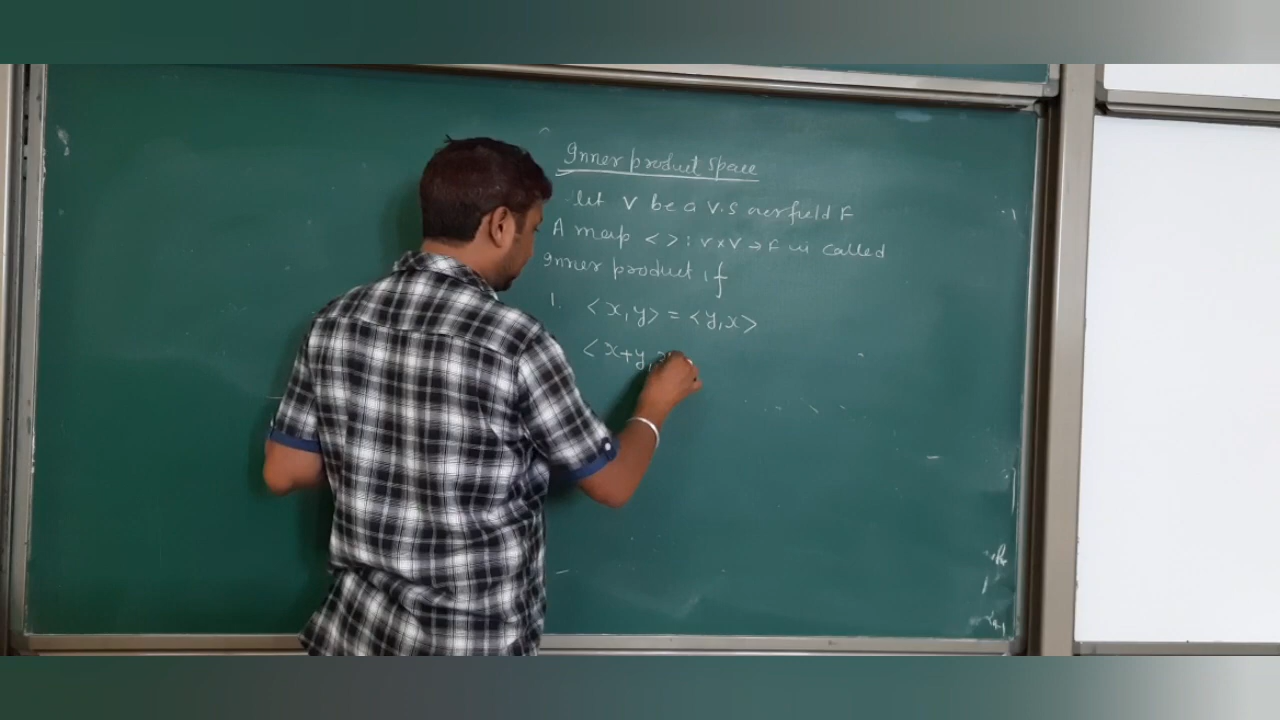 Inner product space
let V be a V.S over field F
A map < > : V×V → F is called
inner product if
1. <x,y> = <y,x>
<x+y,